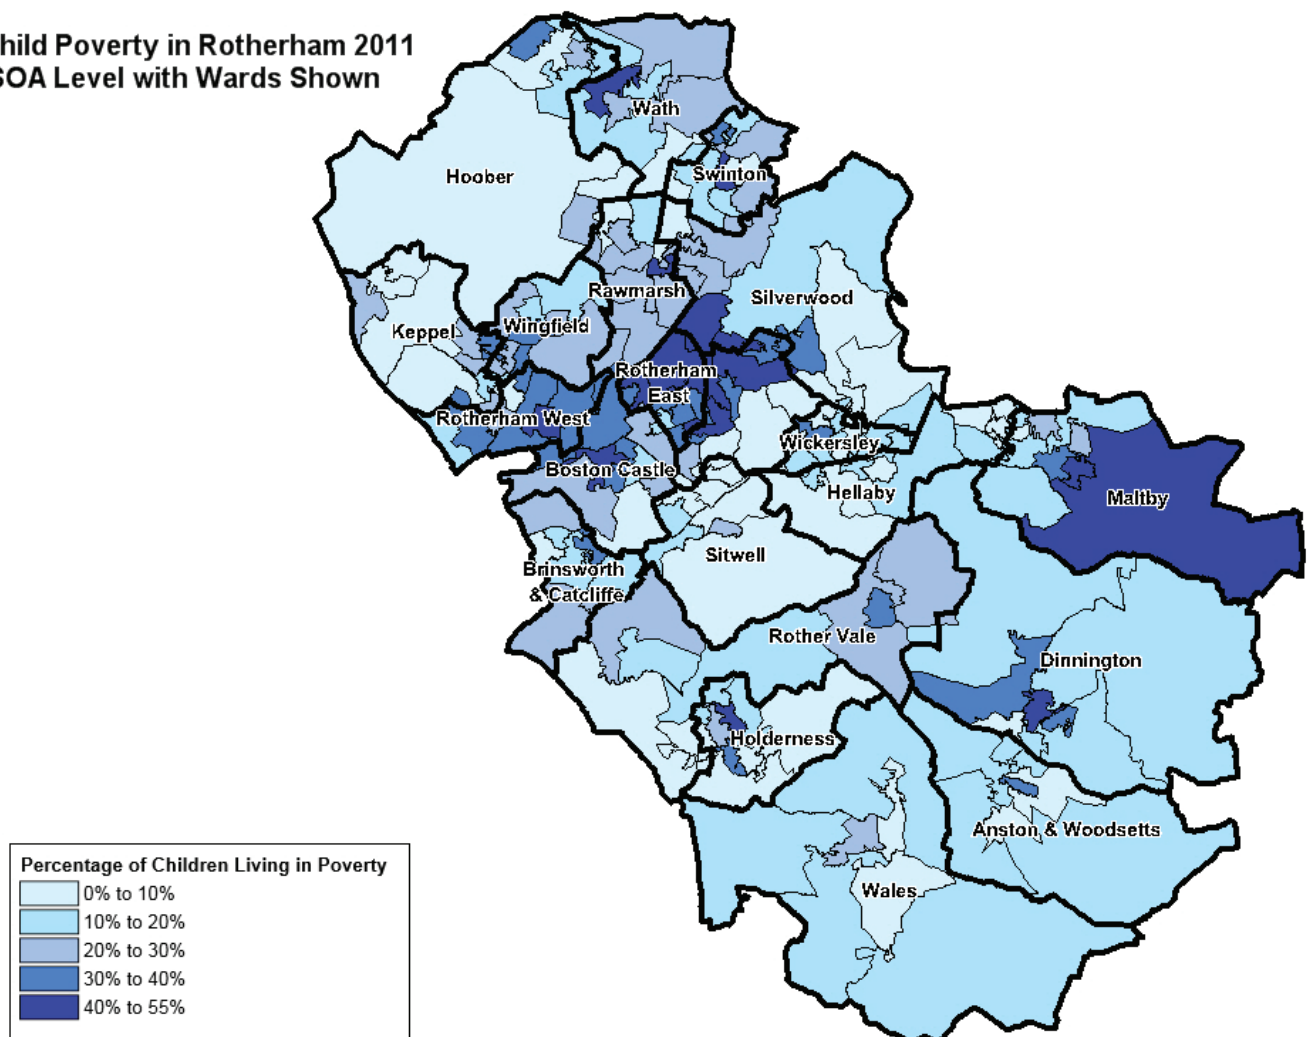 hild Poverty in Rotherham 2011
SOA Level with Wards Shown
Wath
Hoober
Swinton
Rawmarsh
Silverwood
Keppel
Wingfield
Rotherham
East
Rotherham West
Wickersley
Boston Castle
Hellaby
Maltby
Sitwell
Brinsworth
& Catcliffe
Rother Vale
Dinnington
Holderness
Anston & Woodsetts
Wales
Percentage of Children Living in Poverty
0% to 10%
10% to 20%
20% to 30%
30% to 40%
40% to 55%